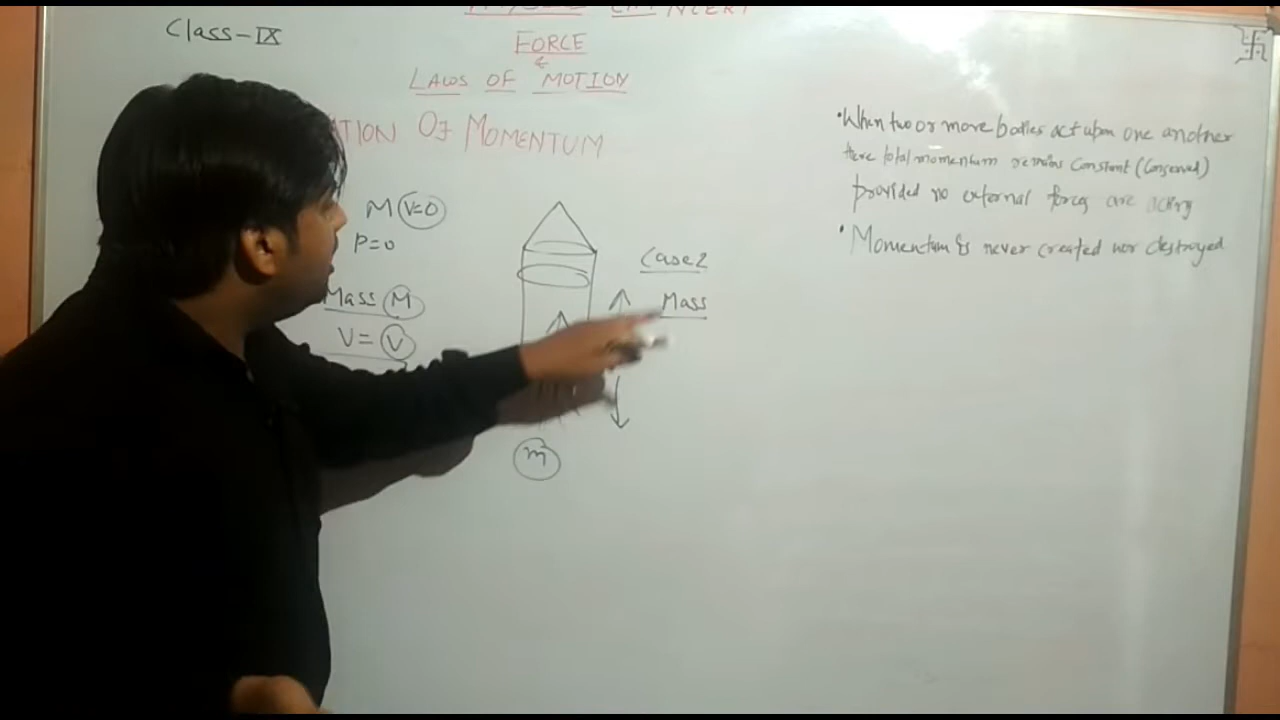 Class-IX
FORCE
&
LAWS OF MOTION
ATION OF MOMENTUM
M V=0
P=0
Mass M
V= V
m
Case 2
Mass
• When two or more bodies act upon one another
there total momentum remains Constant (Conserved)
provided no external forces are acting
• Momentum is never created nor destroyed